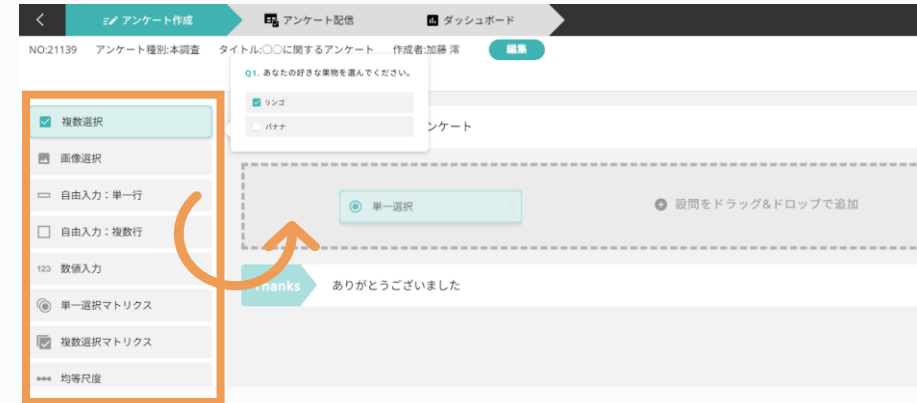 アンケート作成
アンケート配信
ダッシュボード
NO:21139 アンケート種別:本調査 タイトル:○○に関するアンケート 作成者:加藤 澪 編集
Q1. あなたの好きな果物を選んでください。
リンゴ
バナナ
ンケート
複数選択
画像選択
自由入力：単一行
自由入力：複数行
123 数値入力
単一選択マトリクス
複数選択マトリクス
均等尺度
単一選択
設問をドラッグ&ドロップで追加
Thanks ありがとうございました